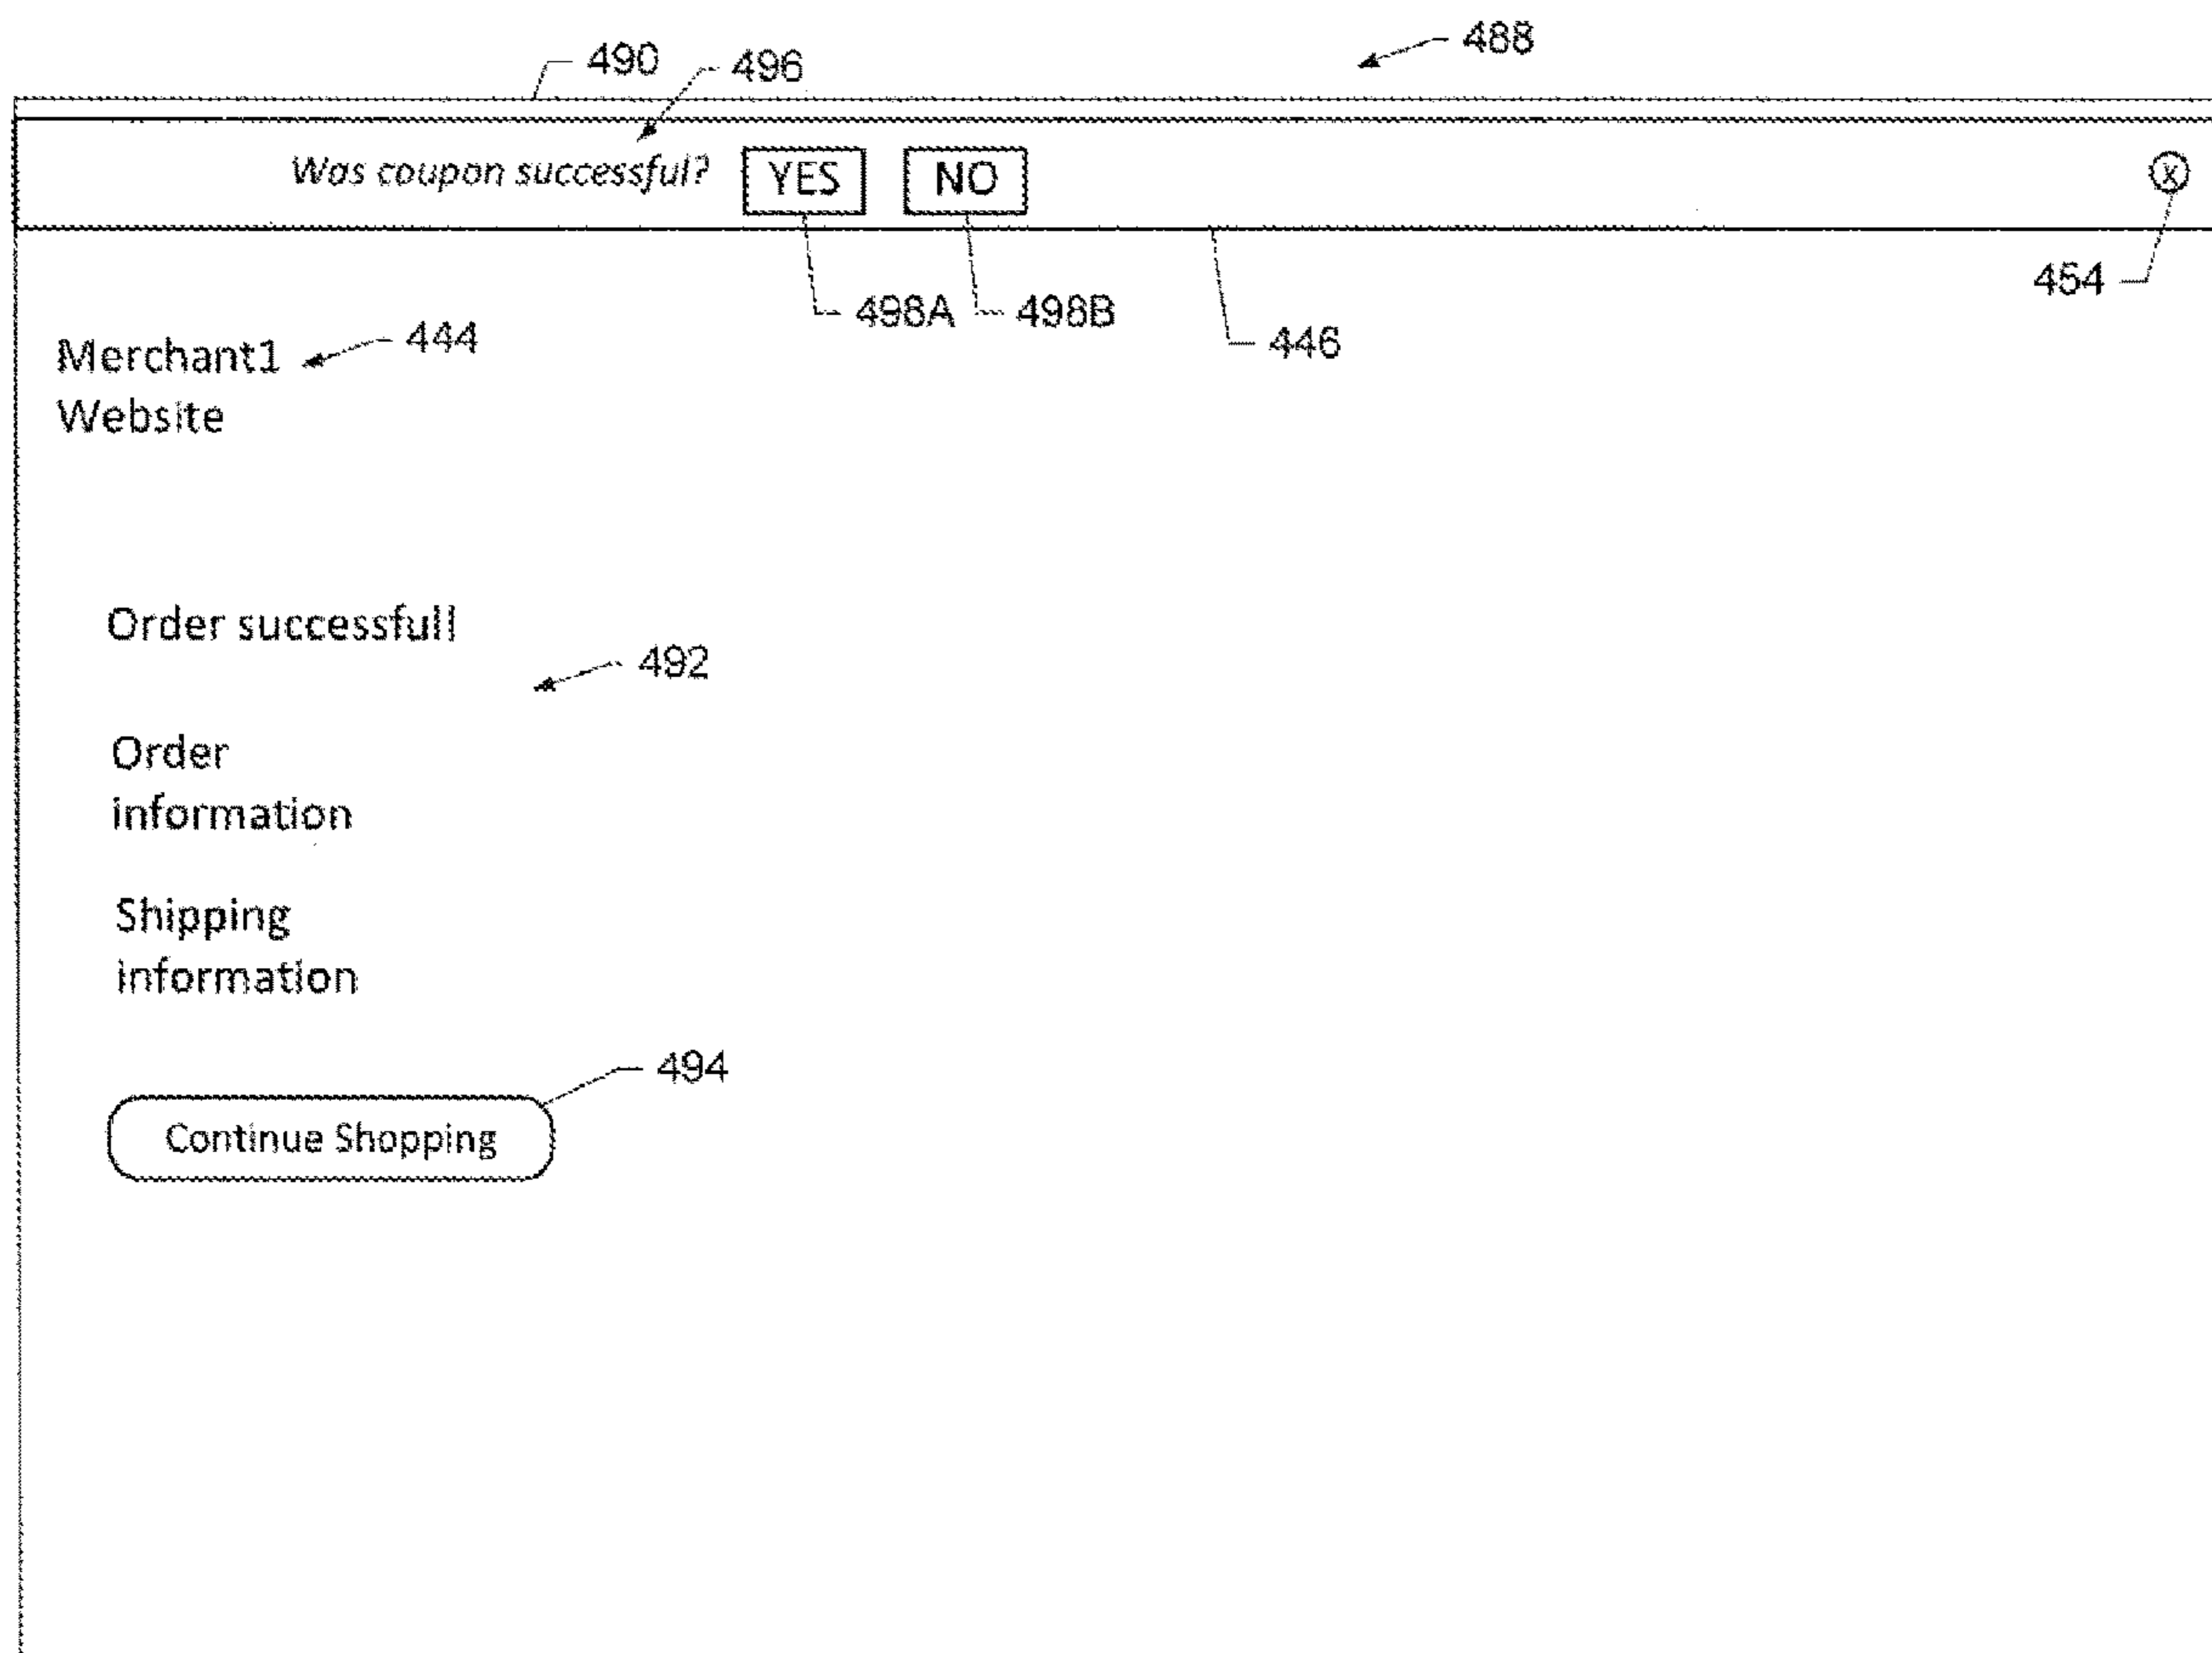 488
490
496
Was coupon successful? YES NO x
454
498A 498B
446
Merchant1 444
Website
Order successful!
492
Order
information
Shipping
information
494
Continue Shopping